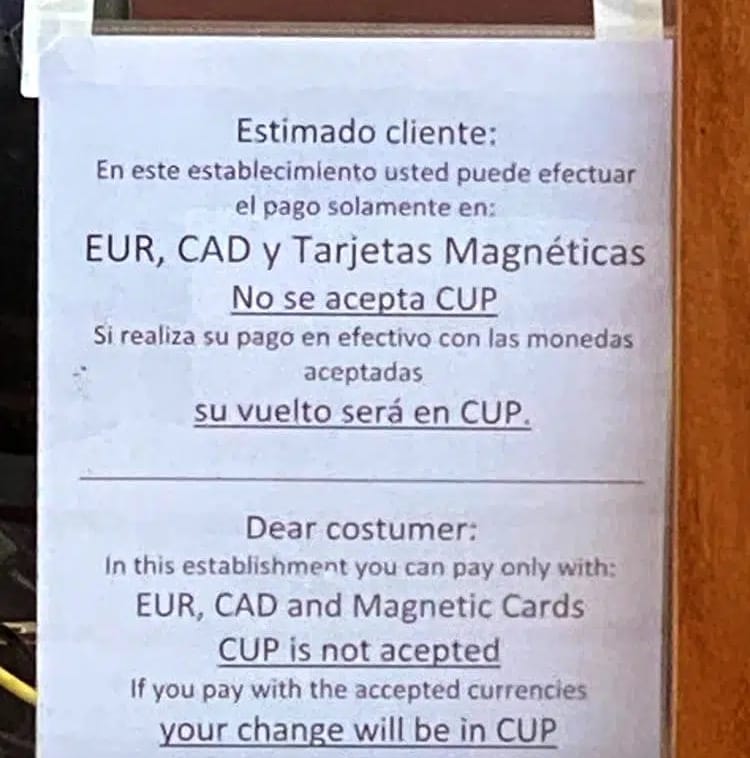 Estimado cliente:
En este establecimiento usted puede efectuar
el pago solamente en:
EUR, CAD y Tarjetas Magnéticas
No se acepta CUP
Si realiza su pago en efectivo con las monedas
aceptadas
su vuelto será en CUP.
Dear costumer:
In this establishment you can pay only with:
EUR, CAD and Magnetic Cards
CUP is not acepted
If you pay with the accepted currencies
your change will be in CUP